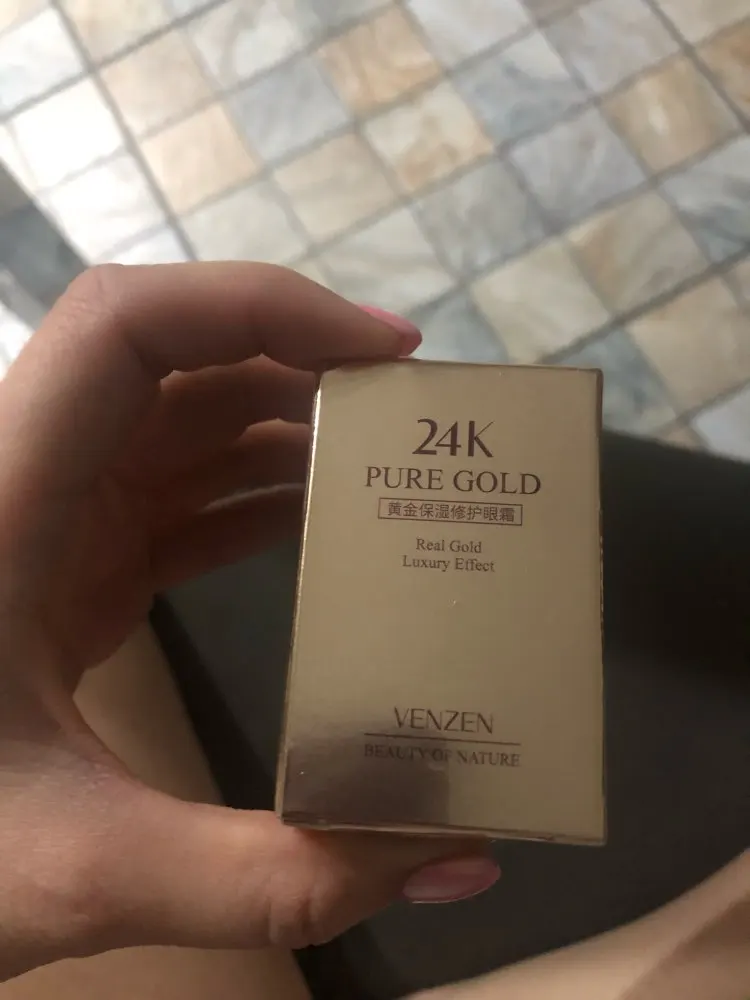 24K
PURE GOLD
黄金保湿修护眼霜
Real Gold
Luxury Effect
VENZEN
BEAUTY OF NATURE